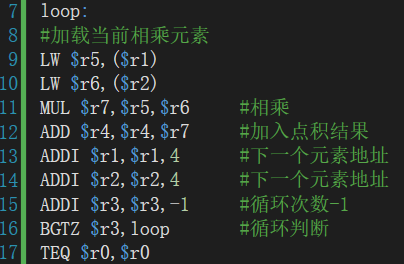 7 loop:
8 #加载当前相乘元素
9 LW $r5,($r1)
10 LW $r6,($r2)
11 MUL $r7,$r5,$r6 #相乘
12 ADD $r4,$r4,$r7 #加入点积结果
13 ADDI $r1,$r1,4 #下一个元素地址
14 ADDI $r2,$r2,4 #下一个元素地址
15 ADDI $r3,$r3,-1 #循环次数-1
16 BGTZ $r3,loop #循环判断
17 TEQ $r0,$r0